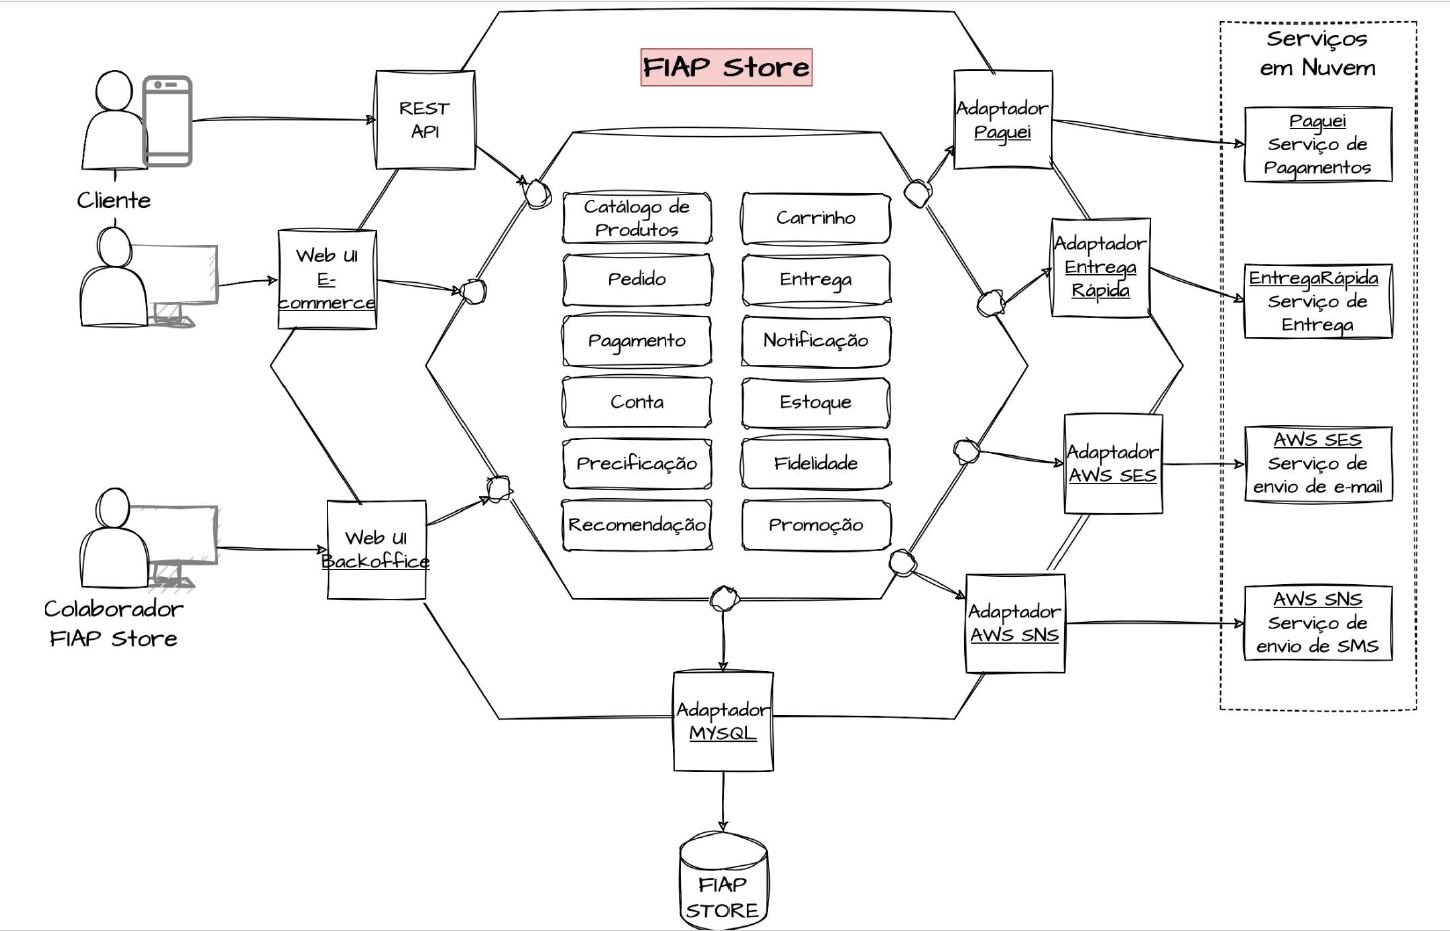 FIAP Store
Cliente
Colaborador
FIAP Store
REST
API
Web UI
E-
commerce
Web UI
Backoffice
Catálogo de
Produtos
Carrinho
Pedido
Entrega
Pagamento
Notificação
Conta
Estoque
Precificação
Fidelidade
Recomendação
Promoção
Adaptador
Paguei
Adaptador
Entrega
Rápida
Adaptador
AWS SES
Adaptador
AWS SNS
Adaptador
MYSQL
FIAP
STORE
Serviços
em Nuvem
Paguei
Serviço de
Pagamentos
EntregaRápida
Serviço de
Entrega
AWS SES
Serviço de
envio de e-mail
AWS SNS
Serviço de
envio de SMS